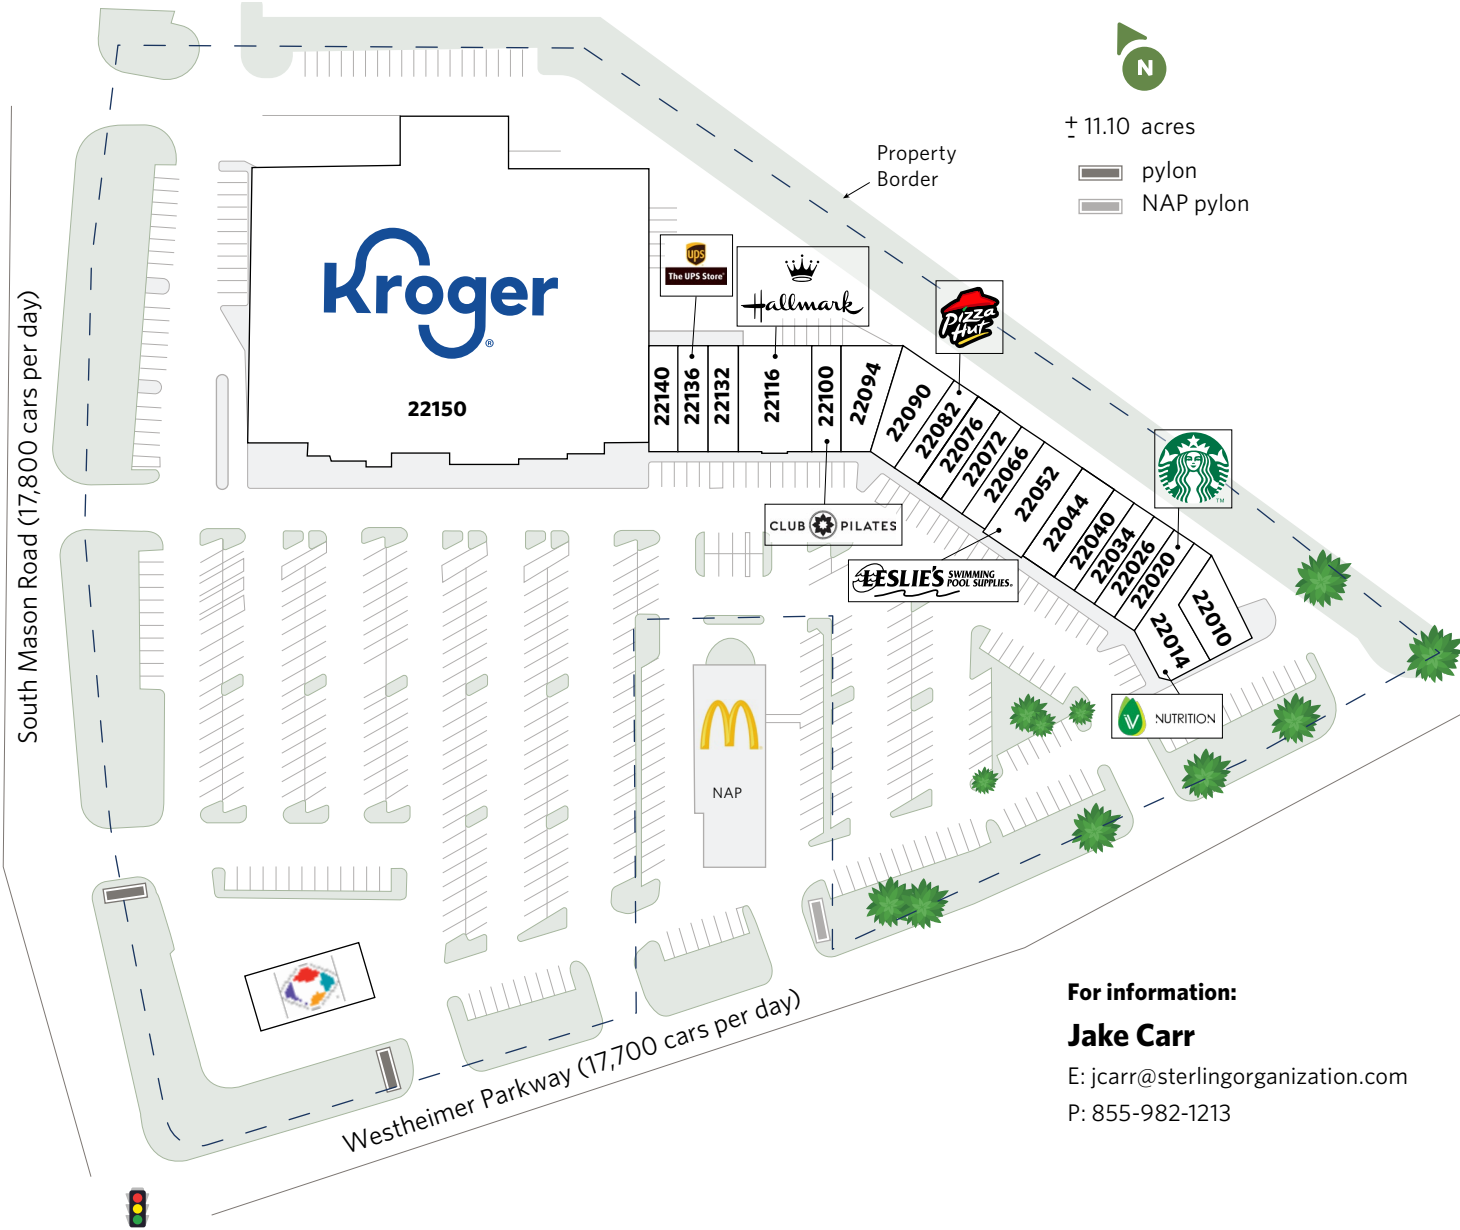 N
± 11.10 acres
pylon
NAP pylon
Property
Border
South Mason Road (17,800 cars per day)
Kroger
®
22150
ups
The UPS Store
Hallmark
Pizza
Hut
22140
22136
22132
22116
22100
22094
22090
22082
22076
22072
22066
22052
22044
22040
22034
22026
22020
22014
22010
TM
CLUB PILATES
LESLIE'S SWIMMING
POOL SUPPLIES.
V NUTRITION
NAP
Westheimer Parkway (17,700 cars per day)
For information:
Jake Carr
E: jcarr@sterlingorganization.com
P: 855-982-1213